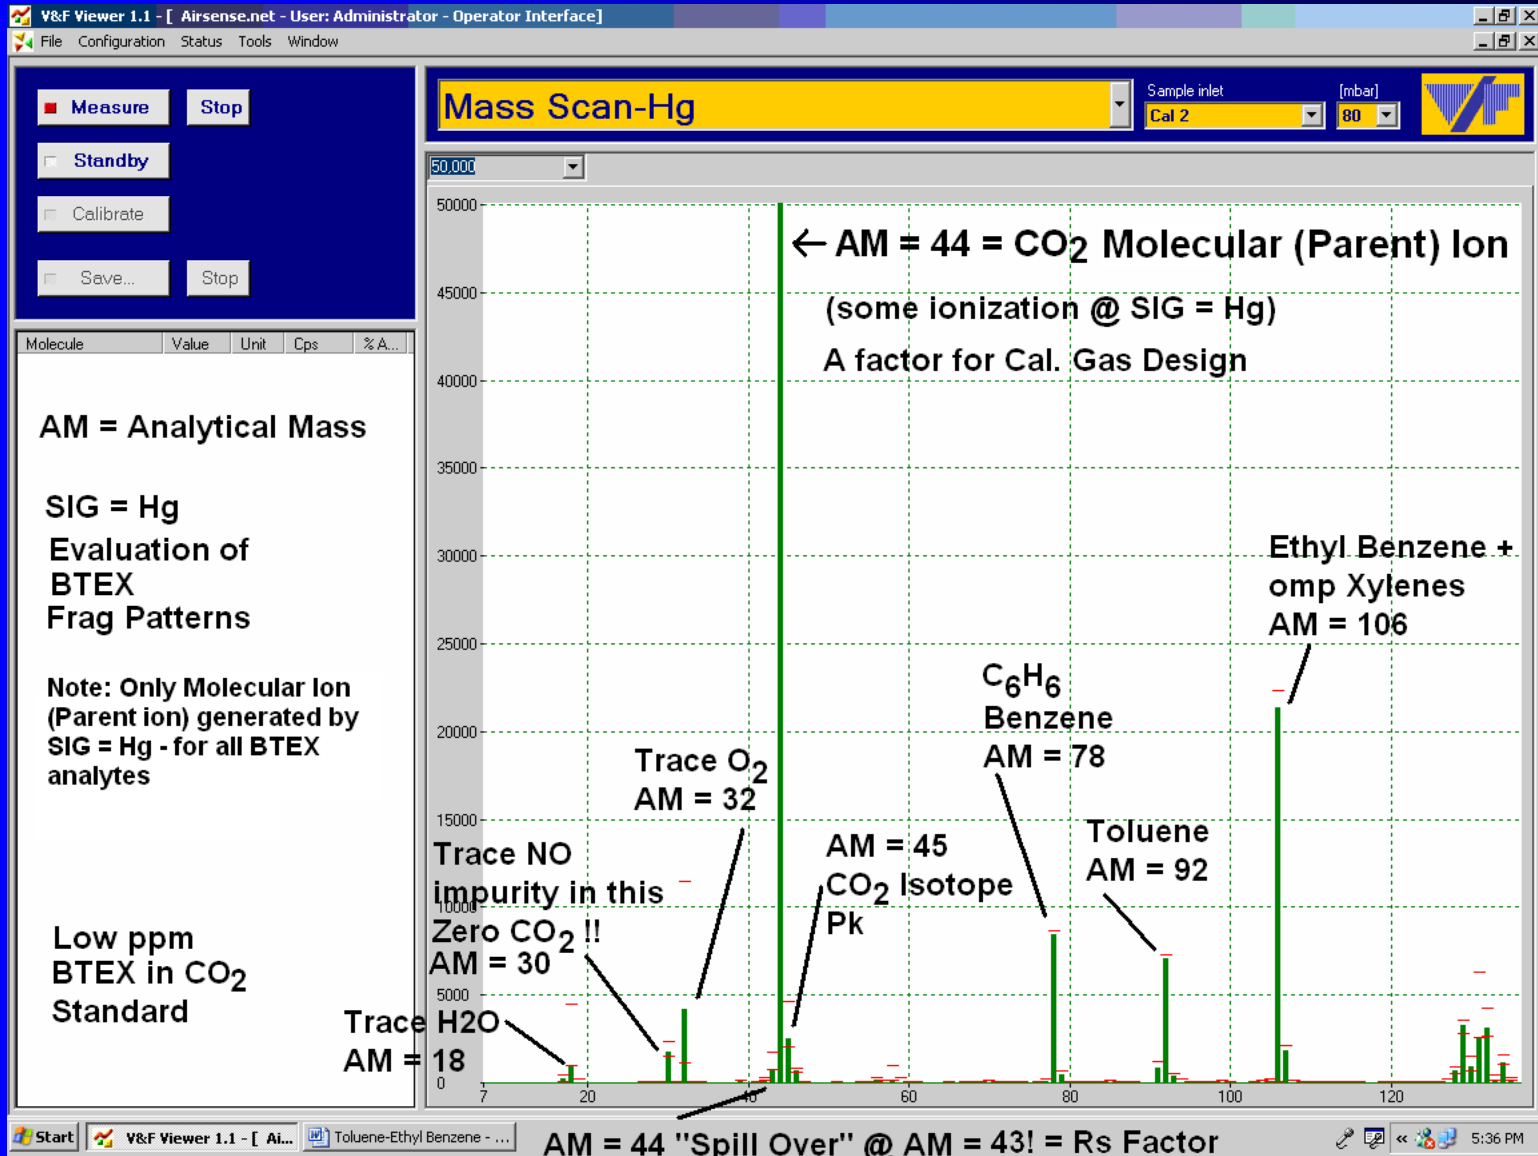 V&F Viewer 1.1 - [ Airsense.net - User: Administrator - Operator Interface]
File Configuration Status Tools Window
Measure Stop
Standby
Calibrate
Save... Stop
Mass Scan-Hg
Sample inlet
Cal 2
[mbar]
80
VF
50,000
Molecule Value Unit Cps % A...
AM = Analytical Mass
SIG = Hg
Evaluation of
BTEX
Frag Patterns
Note: Only Molecular Ion
(Parent ion) generated by
SIG = Hg - for all BTEX
analytes
Low ppm
BTEX in CO2
Standard
50000
45000
40000
35000
30000
25000
20000
15000
10000
5000
0
7 20 40 60 80 100 120
← AM = 44 = CO2 Molecular (Parent) Ion
(some ionization @ SIG = Hg)
A factor for Cal. Gas Design
Ethyl Benzene +
omp Xylenes
AM = 106
C6H6
Benzene
AM = 78
Trace O2
AM = 32
Toluene
AM = 92
AM = 45
CO2 Isotope
Pk
Trace NO
impurity in this
Zero CO2 !!
AM = 30
Trace H2O
AM = 18
AM = 44 "Spill Over" @ AM = 43! = Rs Factor
Start V&F Viewer 1.1 - [ Ai... Toluene-Ethyl Benzene - ... « 5:36 PM